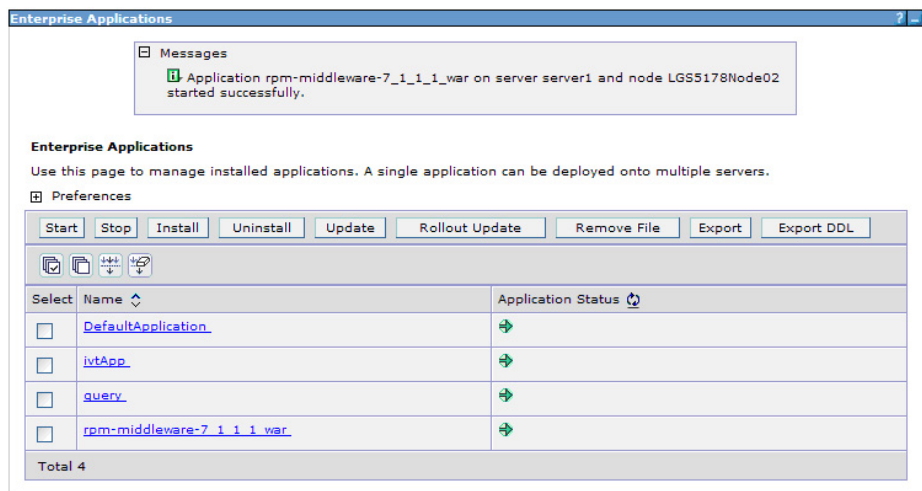 Enterprise Applications ? _
Messages
Application rpm-middleware-7_1_1_1_war on server server1 and node LGS5178Node02
started successfully.
Enterprise Applications
Use this page to manage installed applications. A single application can be deployed onto multiple servers.
Preferences
Start Stop Install Uninstall Update Rollout Update Remove File Export Export DDL
Select Name Application Status
DefaultApplication
ivtApp
query
rpm-middleware-7_1_1_1_war
Total 4